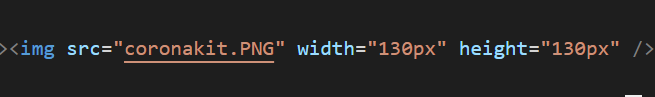 ><img src="coronakit.PNG" width="130px" height="130px" />